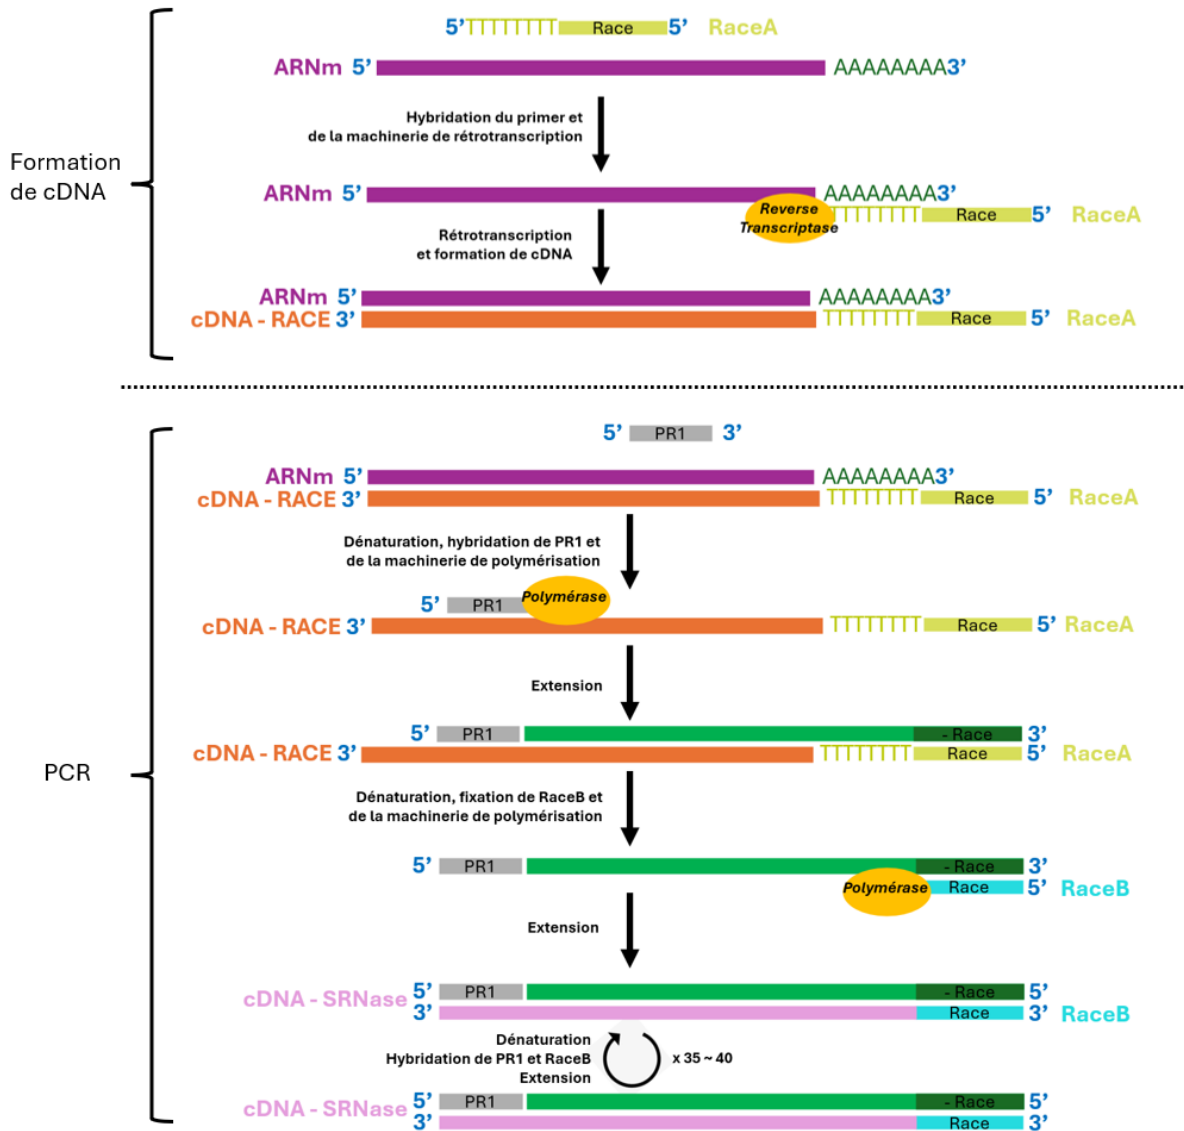 5’TTTTTTTT Race 5’ RaceA
ARNm 5’ AAAAAAAA3’
Hybridation du primer et
de la machinerie de rétrotranscription
Formation
de cDNA
ARNm 5’ AAAAAAAA3’
Reverse
Transcriptase
TTTTTTTT Race 5’ RaceA
Rétrotranscription
et formation de cDNA
ARNm 5’ AAAAAAAA3’
cDNA - RACE 3’ TTTTTTTT Race 5’ RaceA
5’ PR1 3’
ARNm 5’ AAAAAAAA3’
cDNA - RACE 3’ TTTTTTTT Race 5’ RaceA
Dénaturation, hybridation de PR1 et
de la machinerie de polymérisation
5’ PR1 Polymérase
cDNA - RACE 3’ TTTTTTTT Race 5’ RaceA
Extension
5’ PR1 - Race 3’
cDNA - RACE 3’ TTTTTTTT Race 5’ RaceA
PCR
Dénaturation, fixation de RaceB et
de la machinerie de polymérisation
5’ PR1 - Race 3’
Polymérase Race 5’ RaceB
Extension
cDNA - SRNase 5’ PR1 - Race 5’
3’ Race 3’ RaceB
Dénaturation
Hybridation de PR1 et RaceB
Extension
x 35 ~ 40
cDNA - SRNase 5’ PR1 - Race 3’
3’ Race 3’